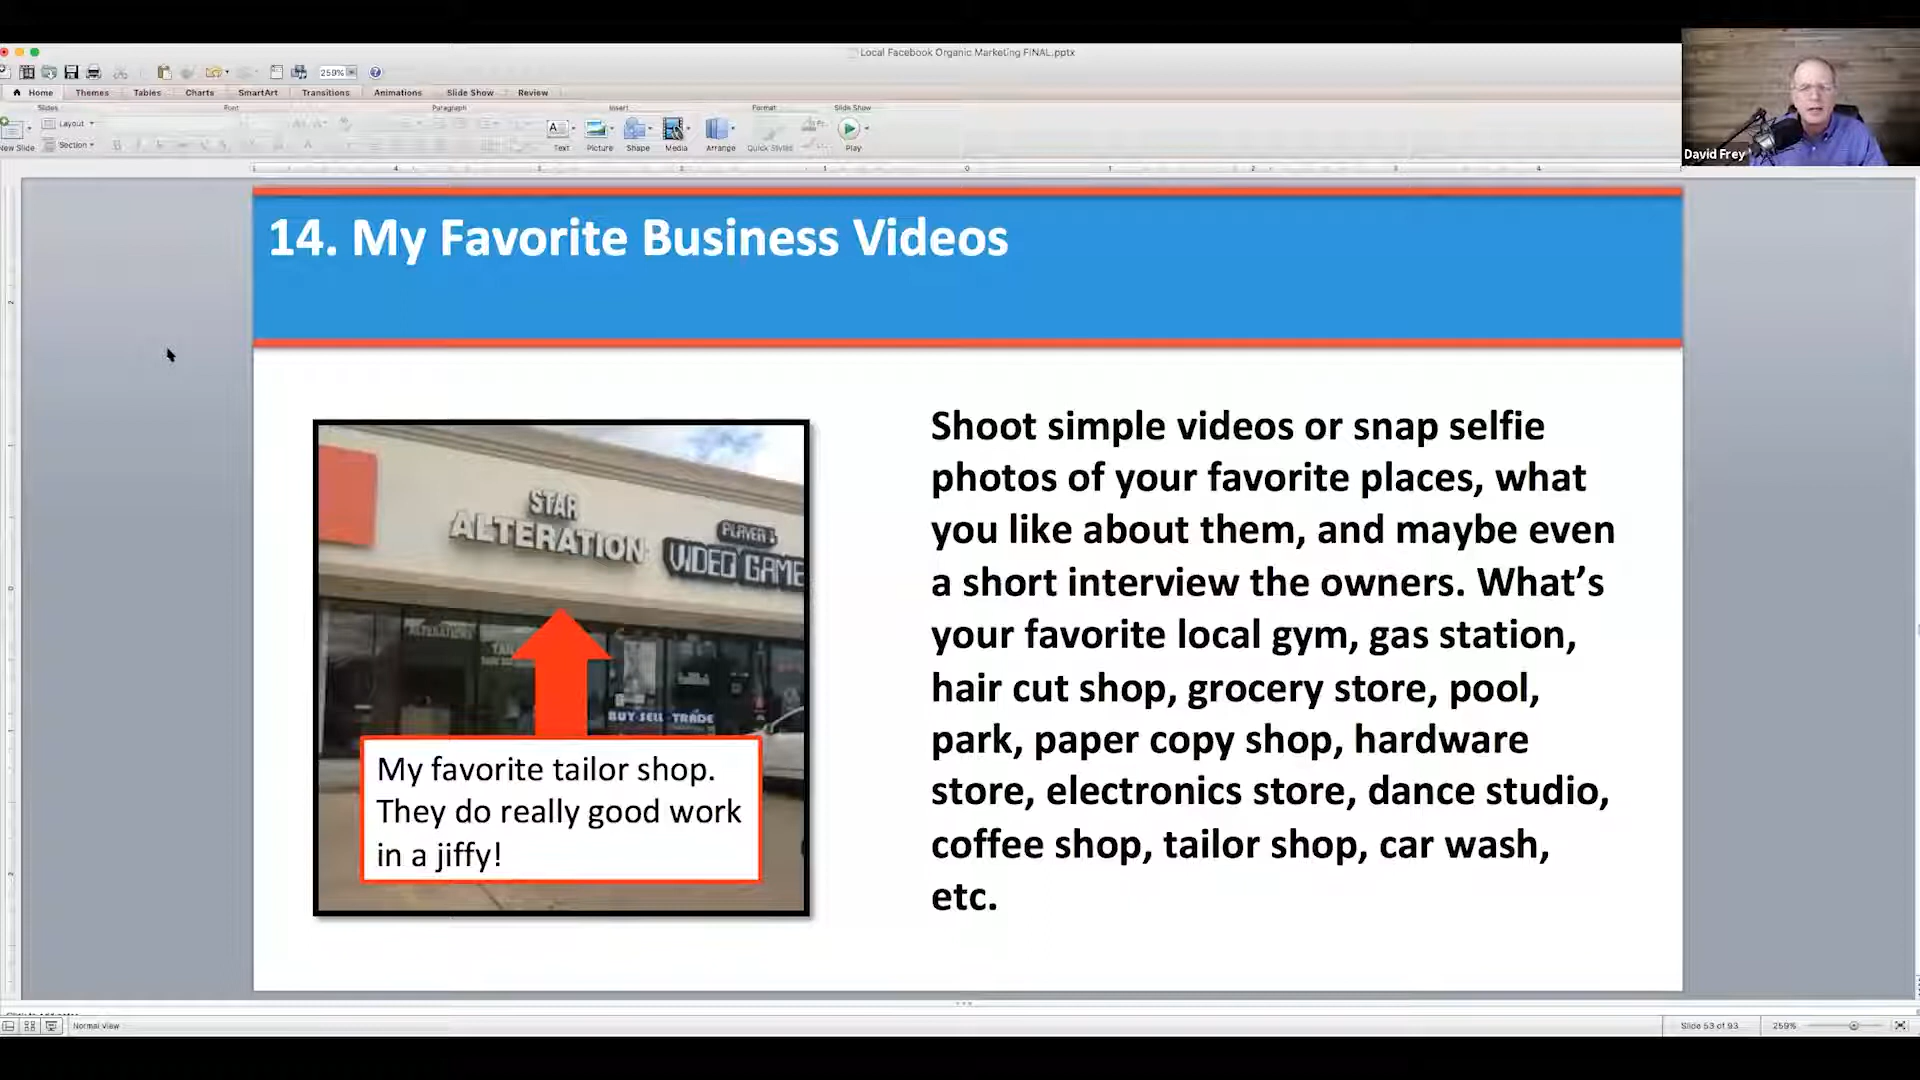 Local Facebook Organic Marketing FINAL.pptx
259%
Home Themes Tables Charts SmartArt Transitions Animations Slide Show Review
Slides Font Paragraph Insert Format Slide Show
Layout
New Slide Section
Text Picture Shape Media Arrange Quick Styles Play
David Frey
14. My Favorite Business Videos
STAR
ALTERATION
PLAYER 1
VIDEO GAME
BUY SELL TRADE
My favorite tailor shop.
They do really good work
in a jiffy!
Shoot simple videos or snap selfie
photos of your favorite places, what
you like about them, and maybe even
a short interview the owners. What’s
your favorite local gym, gas station,
hair cut shop, grocery store, pool,
park, paper copy shop, hardware
store, electronics store, dance studio,
coffee shop, tailor shop, car wash,
etc.
Normal View
Slide 53 of 93
259%